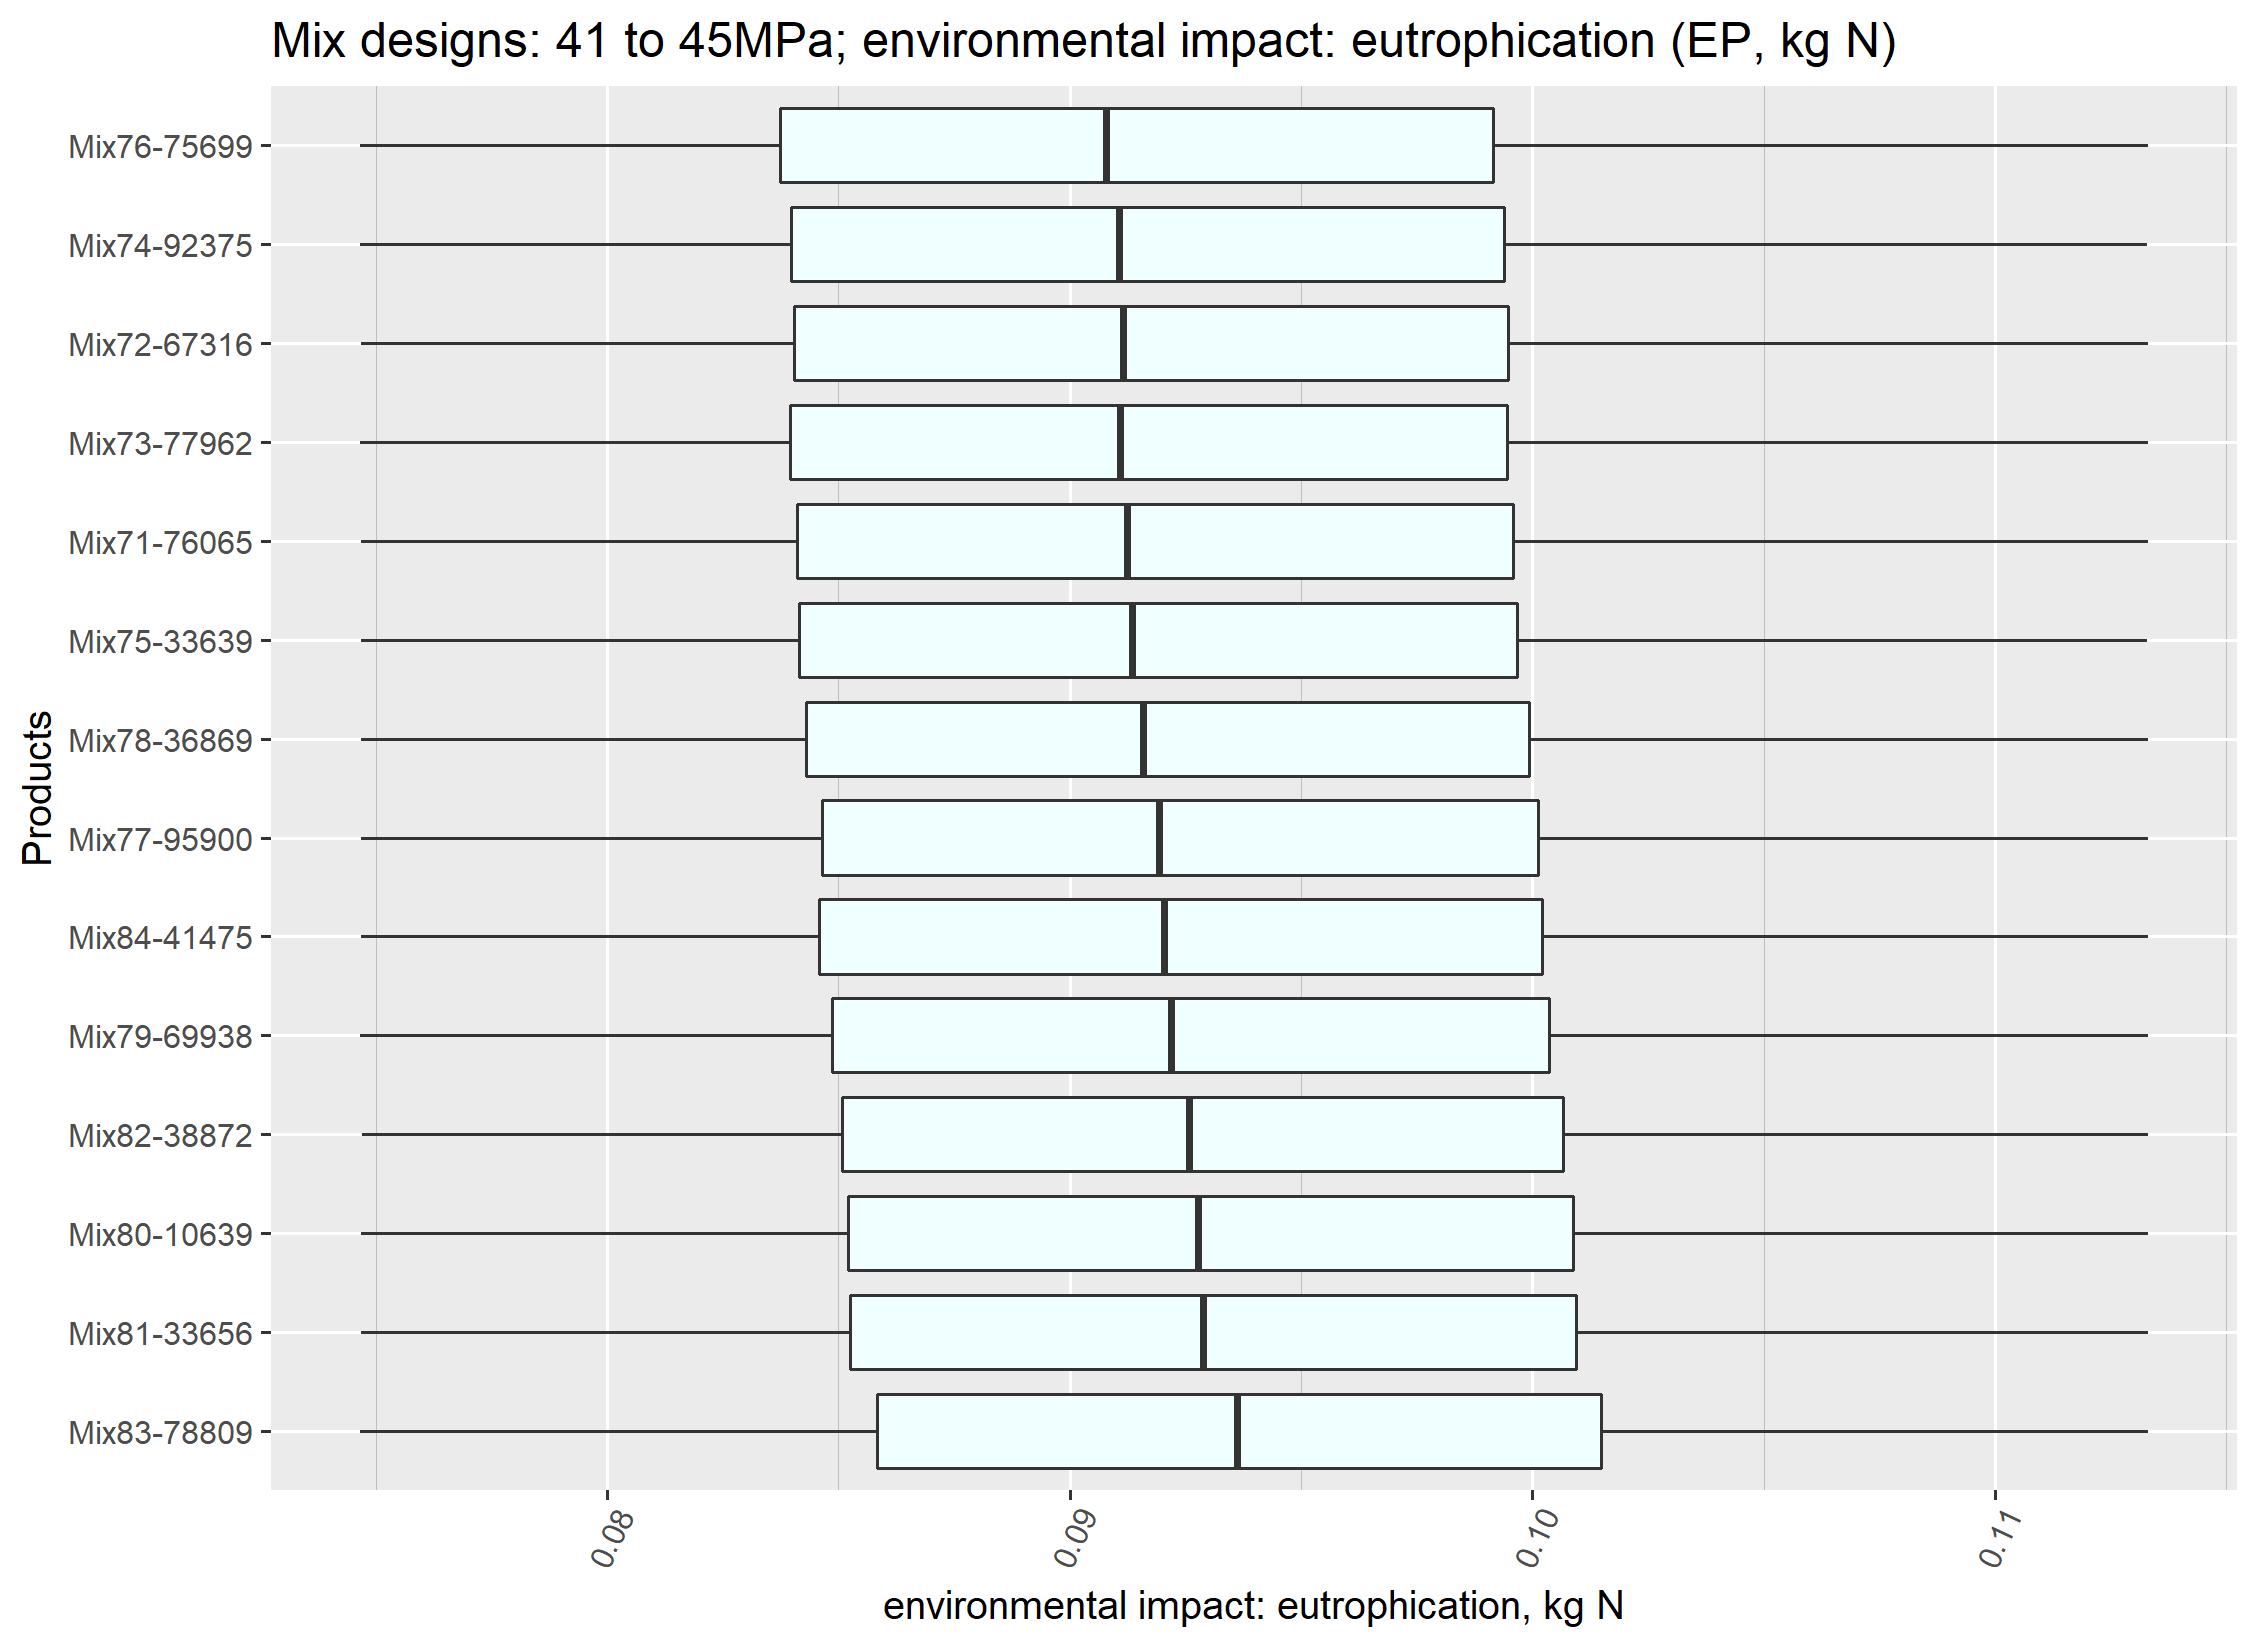 Mix designs: 41 to 45MPa; environmental impact: eutrophication (EP, kg N)
Products
Mix76-75699
Mix74-92375
Mix72-67316
Mix73-77962
Mix71-76065
Mix75-33639
Mix78-36869
Mix77-95900
Mix84-41475
Mix79-69938
Mix82-38872
Mix80-10639
Mix81-33656
Mix83-78809
0.08 0.09 0.10 0.11
environmental impact: eutrophication, kg N